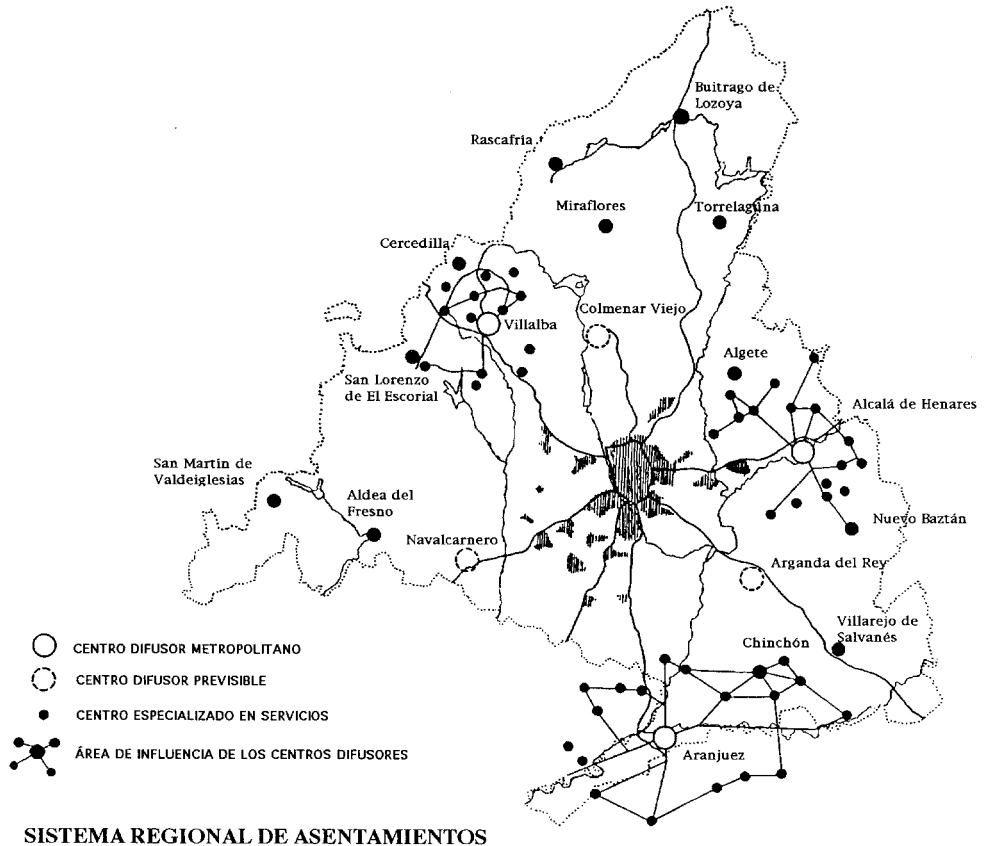 Buitrago de
Lozoya
Rascafria
Miraflores
Torrelaguna
Cercedilla
Colmenar Viejo
Villalba
Algete
San Lorenzo
de El Escorial
Alcalá de Henares
San Martín de
Valdeiglesias
Aldea del
Fresno
Navalcarnero
Nuevo Baztán
Arganda del Rey
Villarejo de
Salvanés
Chinchón
Aranjuez
CENTRO DIFUSOR METROPOLITANO
CENTRO DIFUSOR PREVISIBLE
CENTRO ESPECIALIZADO EN SERVICIOS
ÁREA DE INFLUENCIA DE LOS CENTROS DIFUSORES
SISTEMA REGIONAL DE ASENTAMIENTOS